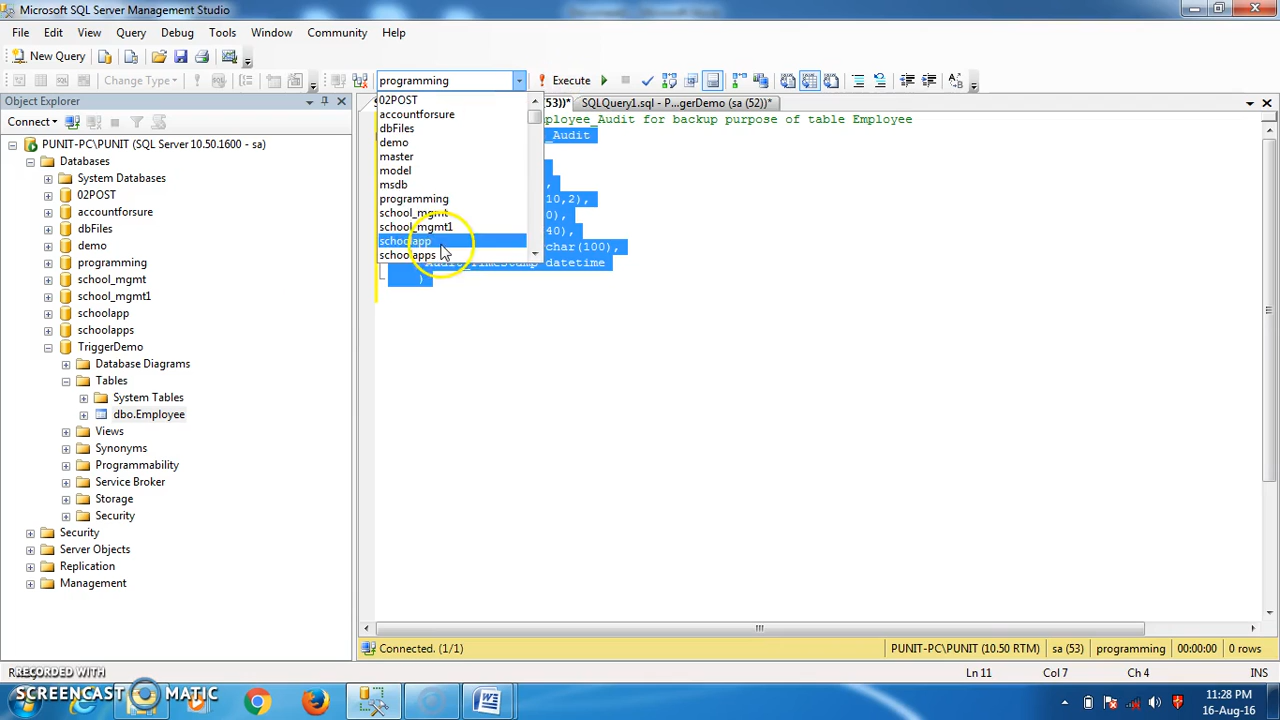 Microsoft SQL Server Management Studio
File Edit View Query Debug Tools Window Community Help
New Query
Change Type
programming
Execute
Object Explorer
53))* SQLQuery1.sql - P...gerDemo (sa (52))*
Connect
PUNIT-PC\PUNIT (SQL Server 10.50.1600 - sa)
Databases
System Databases
02POST
accountforsure
dbFiles
demo
programming
school_mgmt
school_mgmt1
schoolapp
schoolapps
TriggerDemo
Database Diagrams
Tables
System Tables
dbo.Employee
Views
Synonyms
Programmability
Service Broker
Storage
Security
Security
Server Objects
Replication
Management
02POST
accountforsure
dbFiles
demo
master
model
msdb
programming
school_mgmt
school_mgmt1
schoolapp
schoolapps
ployee_Audit for backup purpose of table Employee
_Audit
,
10,2),
0),
40),
rchar(100),
Audit_Timestamp datetime
)
Connected. (1/1)
PUNIT-PC\PUNIT (10.50 RTM) sa (53) programming 00:00:00 0 rows
Ln 11 Col 7 Ch 4 INS
RECORDED WITH
SCREENCAST MATIC
11:28 PM
16-Aug-16